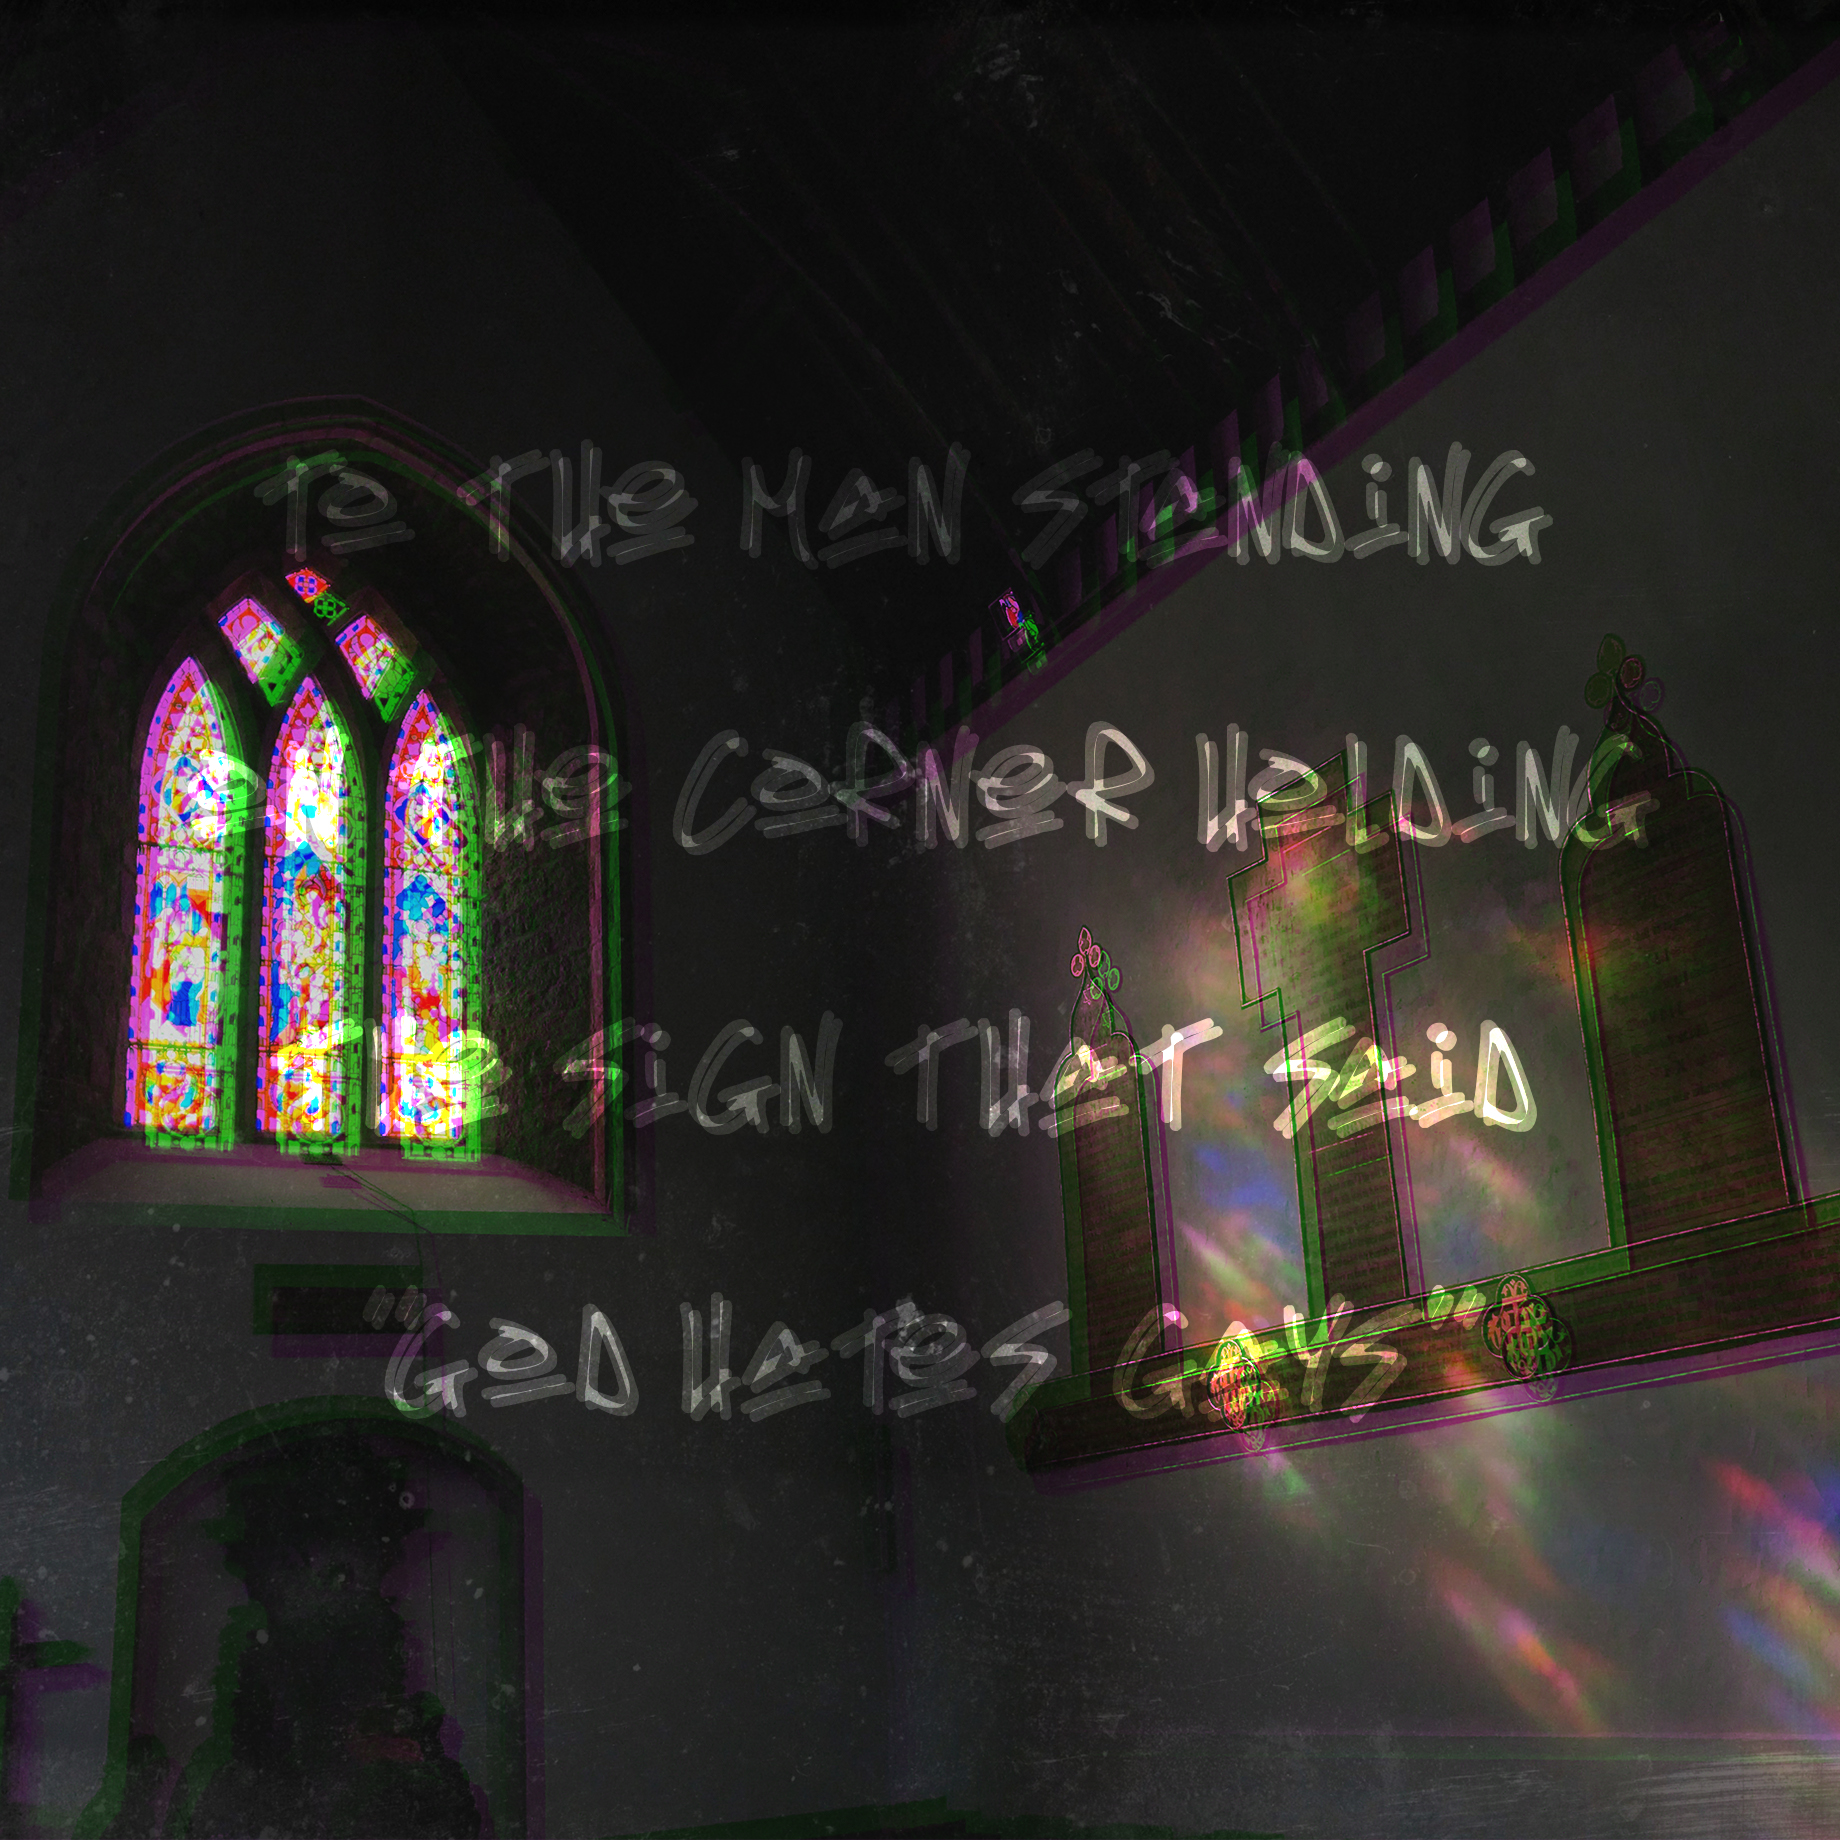 To THe MaN STaNDiNG
oN THe CoRNeR HoLDiNG
THe SiGN THaT SaiD
"GoD HaTeS GaYS"